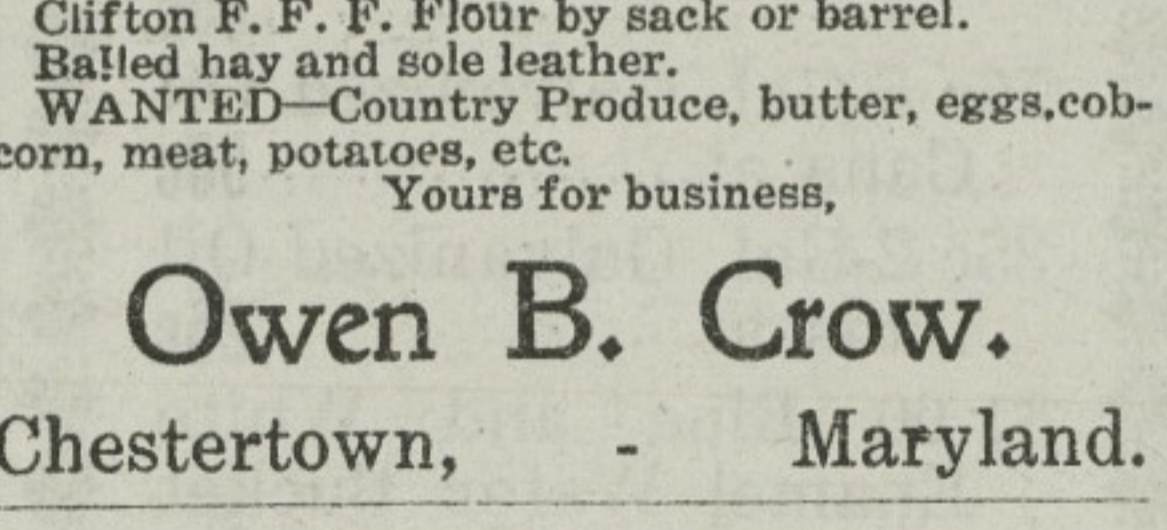 Clifton F. F. F. Flour by sack or barrel.
Balled hay and sole leather.
WANTED—Country Produce, butter, eggs,cob-
corn, meat, potatoes, etc.
Yours for business,
Owen B. Crow.
Chestertown, - Maryland.